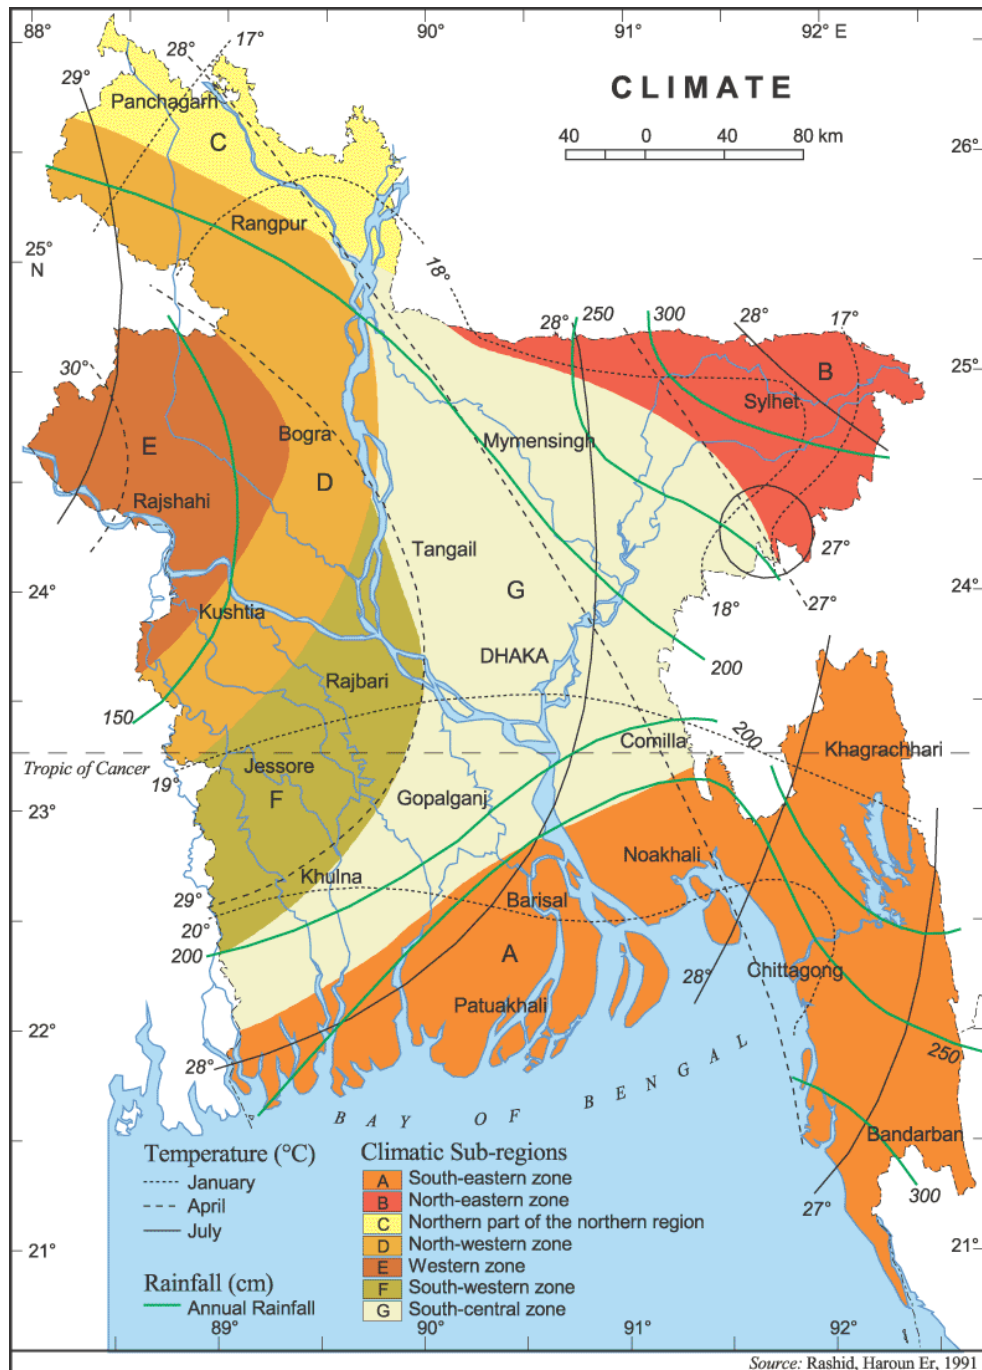 88°
90°
91°
92° E
CLIMATE
40 0 40 80 km
17°
28°
29°
Panchagarh
C
26°
Rangpur
25°
N
18°
28°
250
300
28°
17°
25°
30°
B
Sylhet
E
Bogra
Mymensingh
D
Rajshahi
Tangail
27°
24°
Kushtia
G
18°
27°
24°
DHAKA
200
Rajbari
150
Comilla
200
Khagrachhari
Tropic of Cancer
19°
Jessore
F
Gopalganj
23°
23°
Khulna
Noakhali
29°
Barisal
20°
200
A
28°
Chittagong
Patuakhali
22°
22°
28°
250
BAY OF BENGAL
Bandarban
300
27°
Temperature (°C)
January
April
July
Rainfall (cm)
Annual Rainfall
Climatic Sub-regions
A South-eastern zone
B North-eastern zone
C Northern part of the northern region
D North-western zone
E Western zone
F South-western zone
G South-central zone
21°
21°
89°
90°
91°
92°
Source: Rashid, Haroun Er, 1991